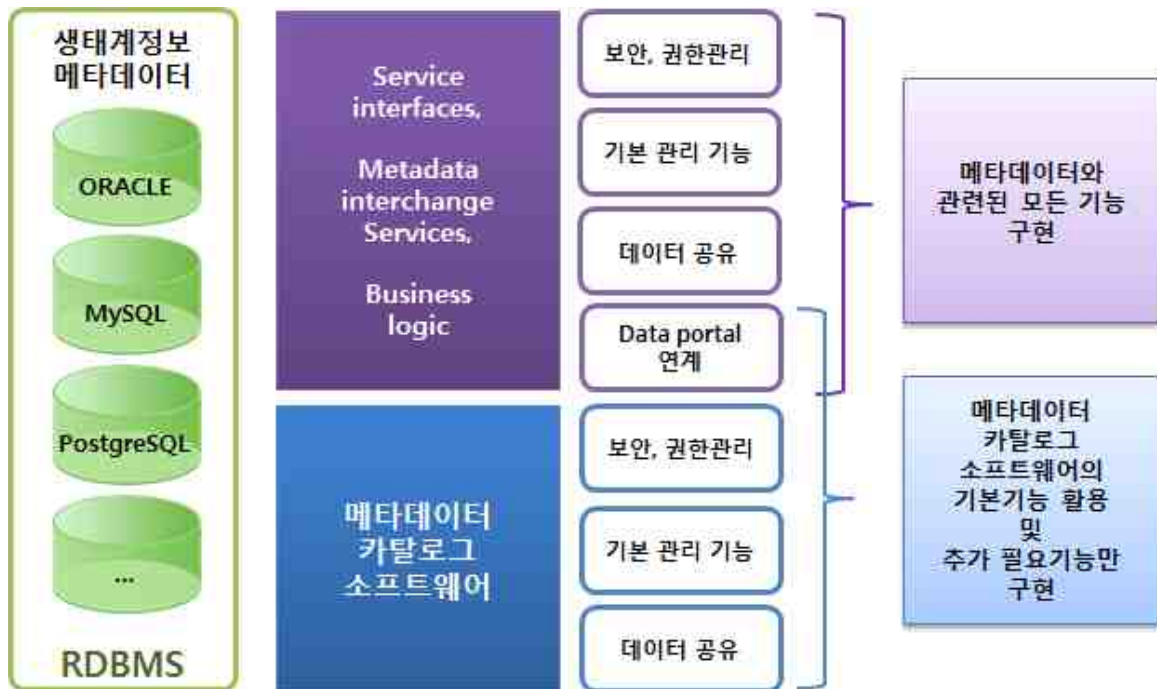 생태계정보
메타데이터
ORACLE
MySQL
PostgreSQL
...
RDBMS
Service
interfaces,
Metadata
interchange
Services,
Business
logic
메타데이터
카탈로그
소프트웨어
보안, 권한관리
기본 관리 기능
데이터 공유
Data portal
연계
보안, 권한관리
기본 관리 기능
데이터 공유
메타데이터와
관련된 모든 기능
구현
메타데이터
카탈로그
소프트웨어의
기본기능 활용
및
추가 필요기능만
구현